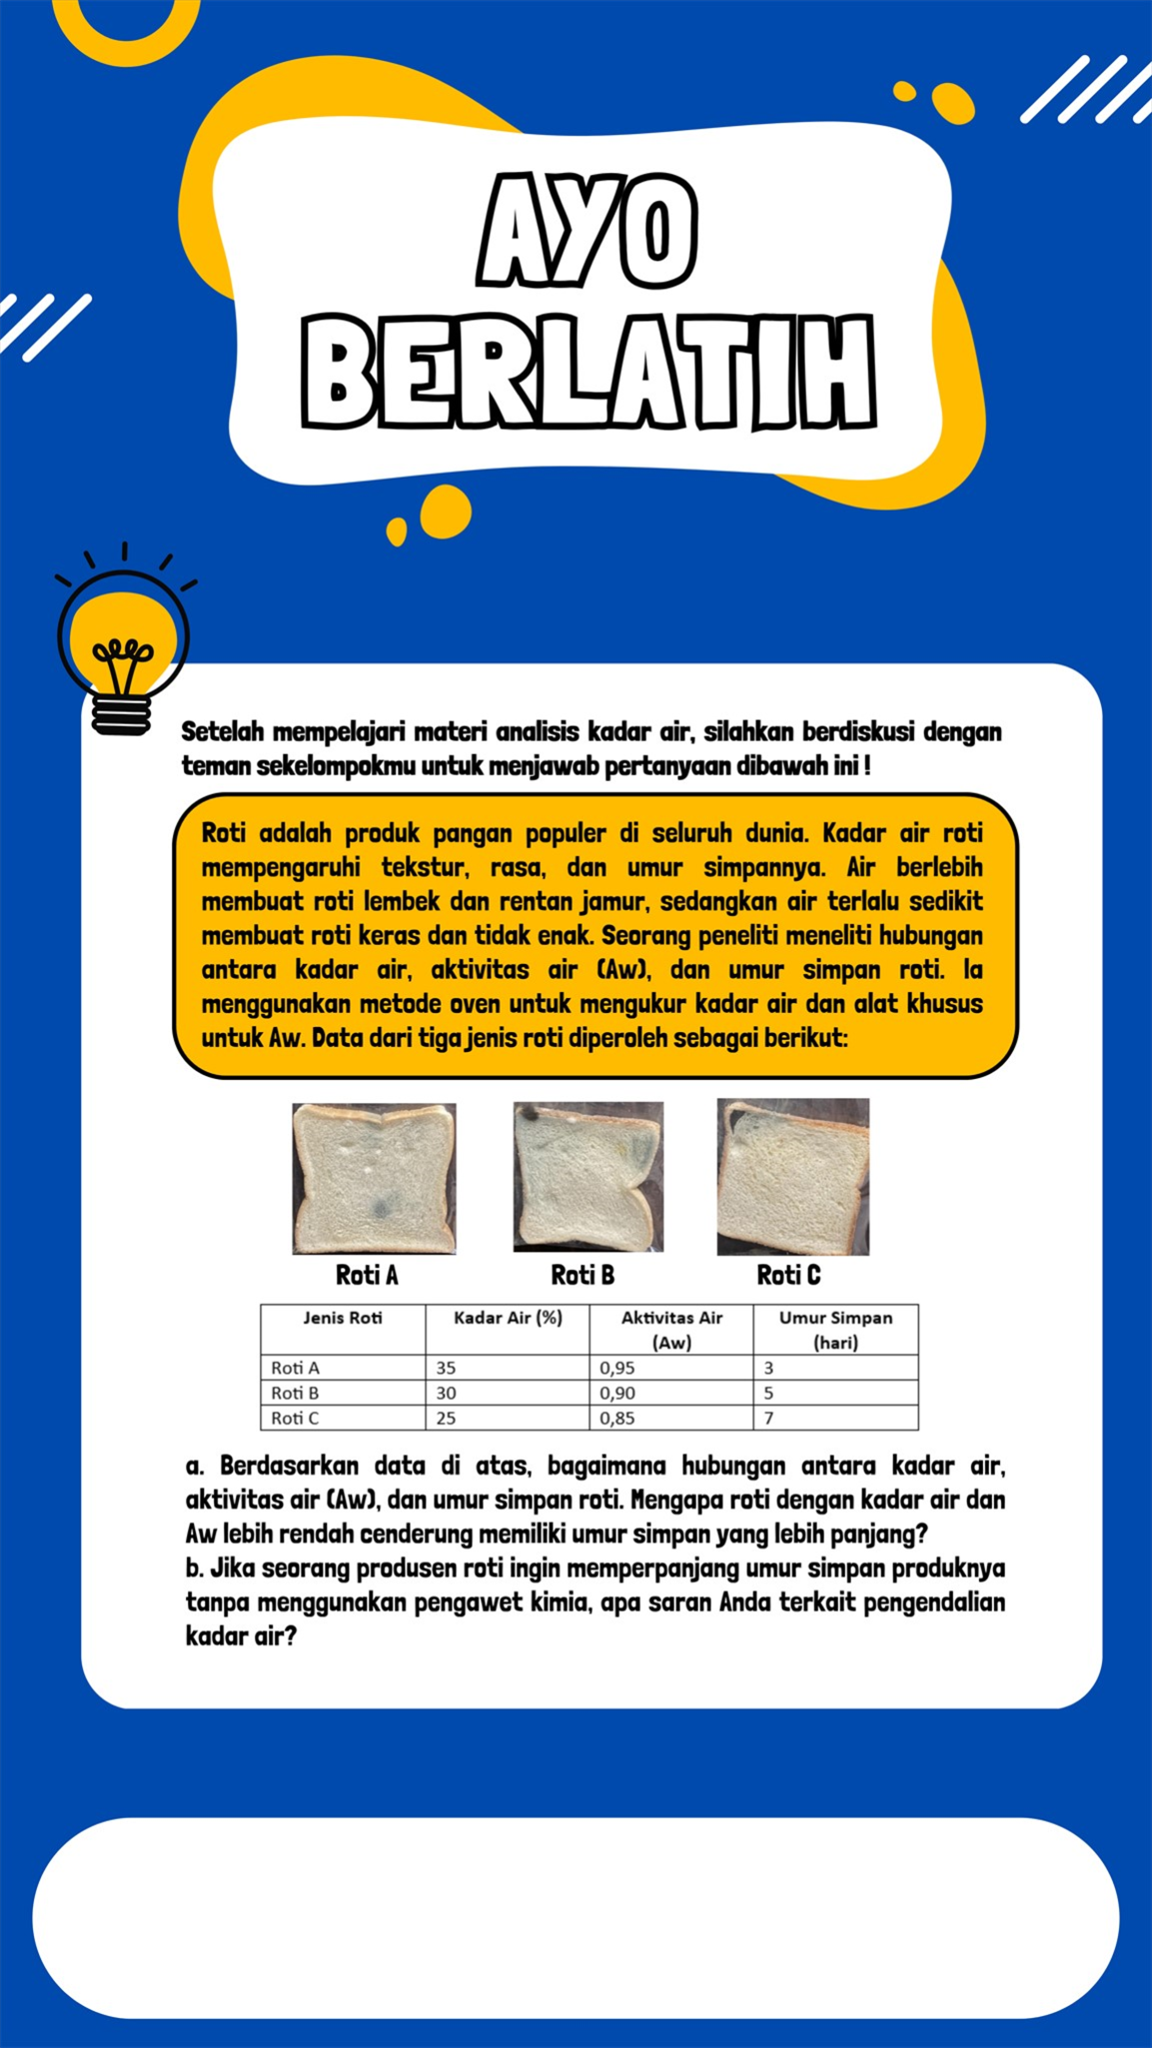 AYO
BERLATIH
Setelah mempelajari materi analisis kadar air, silahkan berdiskusi dengan
teman sekelompokmu untuk menjawab pertanyaan dibawah ini !
Roti adalah produk pangan populer di seluruh dunia. Kadar air roti
mempengaruhi tekstur, rasa, dan umur simpannya. Air berlebih
membuat roti lembek dan rentan jamur, sedangkan air terlalu sedikit
membuat roti keras dan tidak enak. Seorang peneliti meneliti hubungan
antara kadar air, aktivitas air (Aw), dan umur simpan roti. Ia
menggunakan metode oven untuk mengukur kadar air dan alat khusus
untuk Aw. Data dari tiga jenis roti diperoleh sebagai berikut:
Roti A Roti B Roti C
Jenis Roti Kadar Air (%) Aktivitas Air (Aw) Umur Simpan (hari)
Roti A 35 0,95 3
Roti B 30 0,90 5
Roti C 25 0,85 7
a. Berdasarkan data di atas, bagaimana hubungan antara kadar air,
aktivitas air (Aw), dan umur simpan roti. Mengapa roti dengan kadar air dan
Aw lebih rendah cenderung memiliki umur simpan yang lebih panjang?
b. Jika seorang produsen roti ingin memperpanjang umur simpan produknya
tanpa menggunakan pengawet kimia, apa saran Anda terkait pengendalian
kadar air?